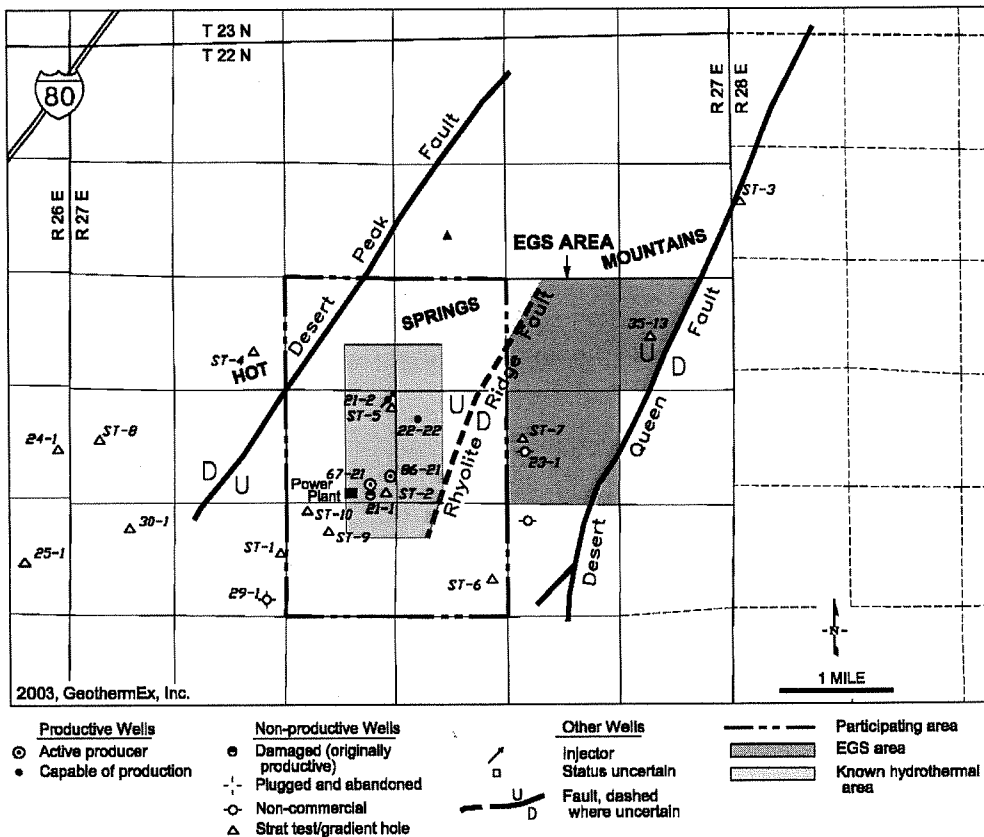 T 23 N
T 22 N
80
R 26 E
R 27 E
R 27 E
R 28 E
Desert Peak Fault
ST-3
EGS AREA
MOUNTAINS
SPRINGS
HOT
ST-4
35-13
U
D
Rhyolite Ridge Fault
Desert Queen Fault
21-2
ST-5
22-22
U
D
ST-7
23-1
24-1
ST-8
D
U
67-21
86-21
Power
Plant
ST-2
21-1
ST-10
ST-9
30-1
25-1
ST-1
ST-6
29-1
N
1 MILE
2003, GeothermEx, Inc.
Productive Wells
Active producer
Capable of production
Non-productive Wells
Damaged (originally
productive)
Plugged and abandoned
Non-commercial
Strat test/gradient hole
Other Wells
Injector
Status uncertain
U
D
Fault, dashed
where uncertain
Participating area
EGS area
Known hydrothermal
area